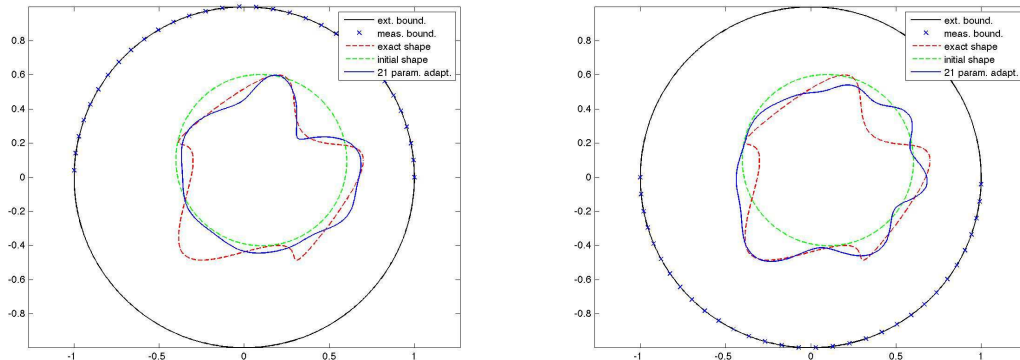 ext. bound.
meas. bound.
exact shape
initial shape
21 param. adapt.
0.8
0.6
0.4
0.2
0
-0.2
-0.4
-0.6
-0.8
-1
-0.5
0
0.5
1
ext. bound.
meas. bound.
exact shape
initial shape
21 param. adapt.
0.8
0.6
0.4
0.2
0
-0.2
-0.4
-0.6
-0.8
-1
-0.5
0
0.5
1